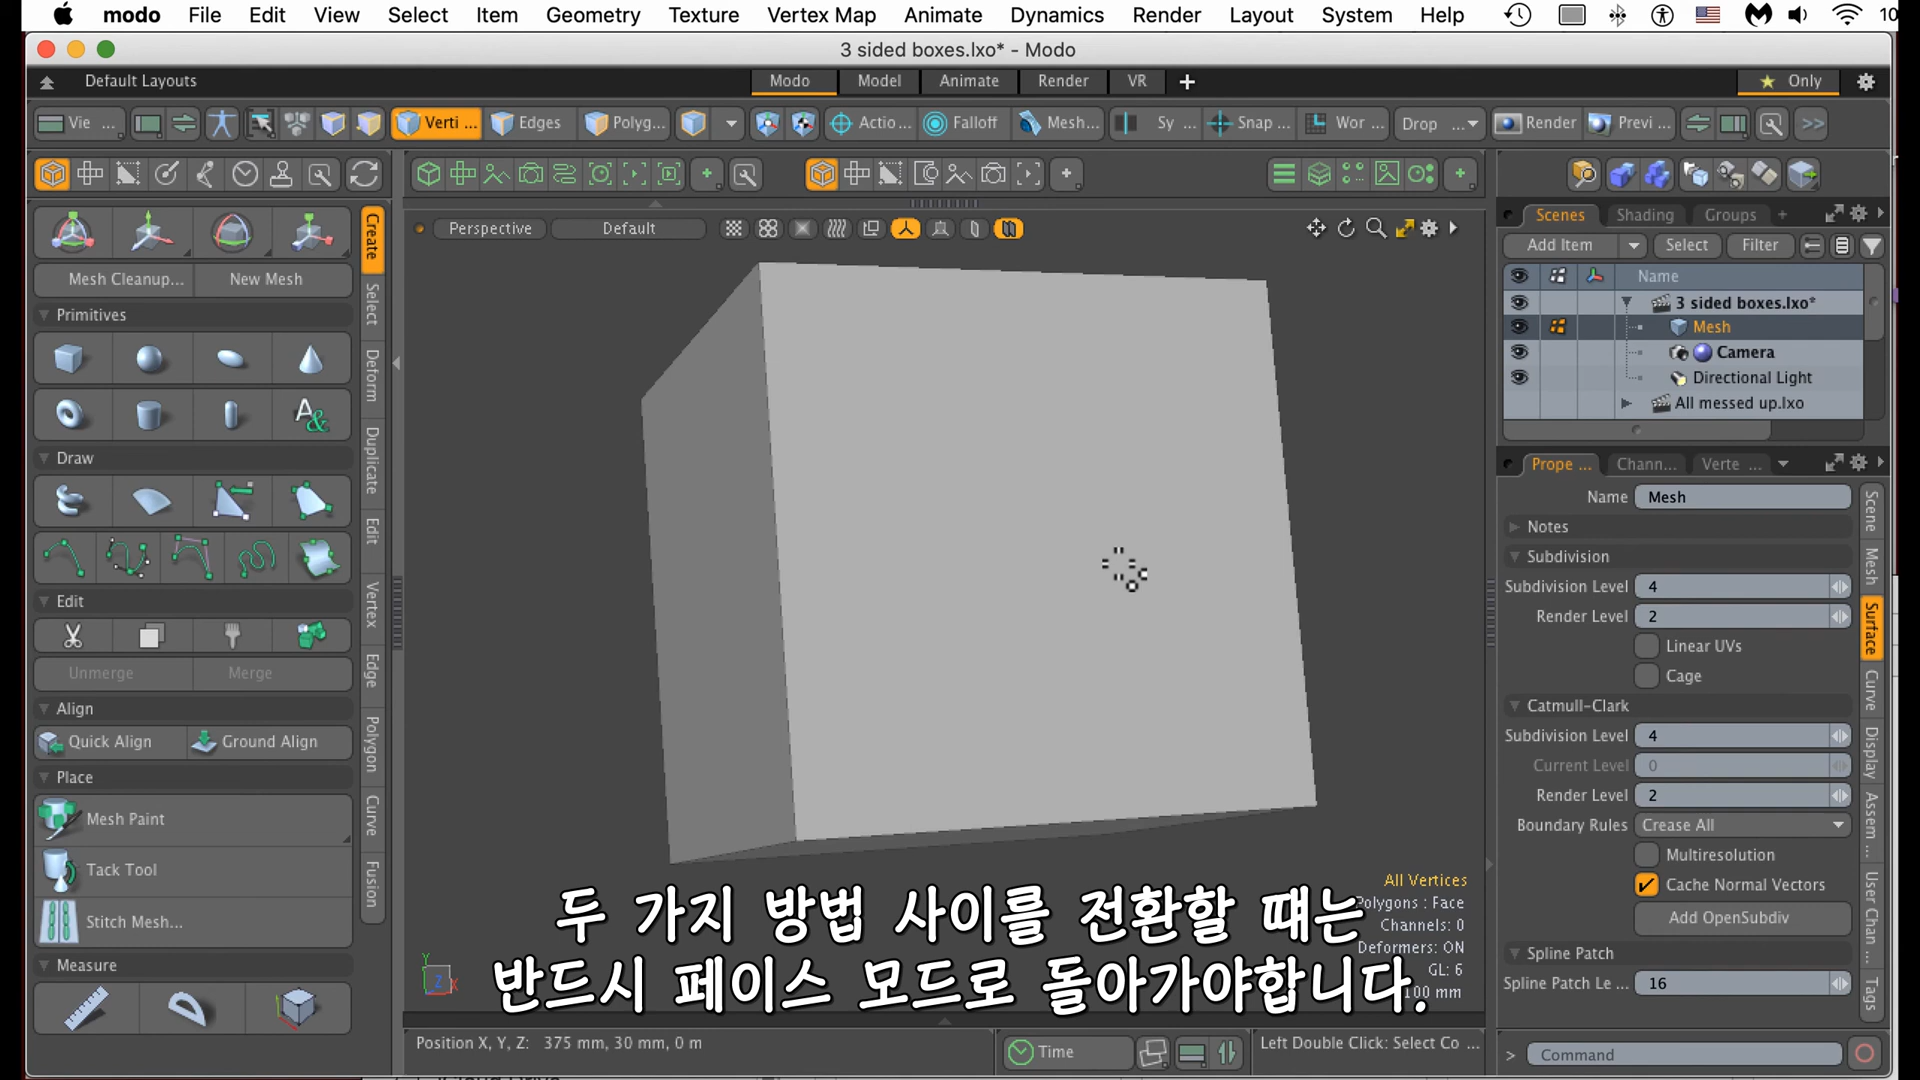 modo File Edit View Select Item Geometry Texture Vertex Map Animate Dynamics Render Layout System Help 10
3 sided boxes.lxo* - Modo
Default Layouts
Modo Model Animate Render VR + Only
Vie ... Verti ... Edges Polyg... Actio... Falloff Mesh... Sy ... Snap ... Wor ... Drop ... Render Previ ... >>
Perspective Default
Scenes Shading Groups +
Add Item Select Filter
Name
3 sided boxes.lxo*
Mesh
Camera
Directional Light
All messed up.lxo
Mesh Cleanup... New Mesh
Primitives
Draw
Edit
Unmerge Merge
Align
Quick Align Ground Align
Place
Mesh Paint
Tack Tool
Stitch Mesh...
Measure
Create
Select
Deform
Duplicate
Edit
Vertex
Edge
Polygon
Curve
Fusion
Prope ... Chann... Verte ...
Name Mesh
Notes
Subdivision
Subdivision Level 4
Render Level 2
Linear UVs
Cage
Catmull-Clark
Subdivision Level 4
Current Level 0
Render Level 2
Boundary Rules Crease All
Multiresolution
Cache Normal Vectors
Add OpenSubdiv
Spline Patch
Spline Patch Le ... 16
Scene
Mesh
Surface
Curve
Display
Assem ...
User Chan ...
Tags
All Vertices
Polygons : Face
Channels: 0
Deformers: ON
GL: 6
100 mm
Y
Z X
두 가지 방법 사이를 전환할 떄는
반드시 페이스 모드로 돌아가야합니다.
Position X, Y, Z: 375 mm, 30 mm, 0 m
Time
Left Double Click: Select Co ...
> Command